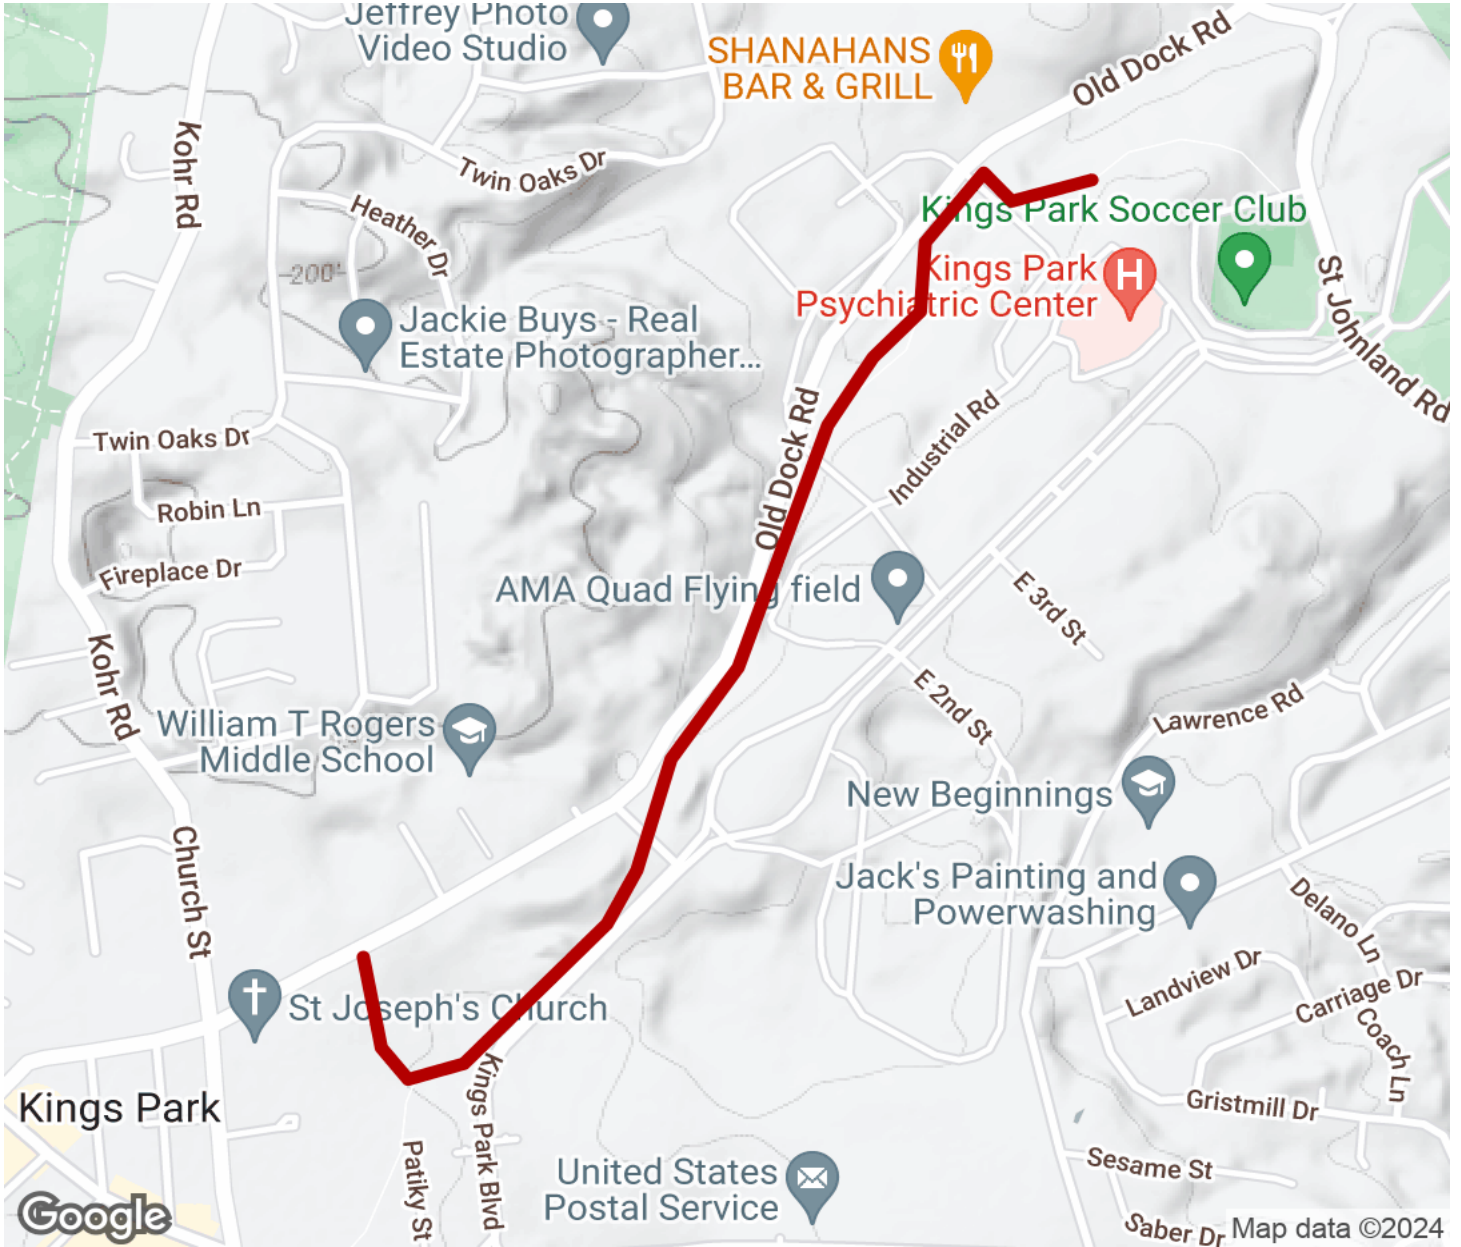 Jeffrey Photo
Video Studio
SHANAHANS
BAR & GRILL
Old Dock Rd
Kohr Rd
Twin Oaks Dr
Heather Dr
Kings Park Soccer Club
200'
Kings Park
Psychiatric Center
H
St Johnland Rd
Jackie Buys - Real
Estate Photographer...
Old Dock Rd
Industrial Rd
Twin Oaks Dr
Robin Ln
Fireplace Dr
AMA Quad Flying field
E 3rd St
Kohr Rd
E 2nd St
Lawrence Rd
William T Rogers
Middle School
New Beginnings
Church St
Jack's Painting and
Powerwashing
Delano Ln
Landview Dr
Carriage Dr
St Joseph's Church
Coach Ln
Kings Park
Kings Park Blvd
Gristmill Dr
Patiky St
United States
Postal Service
Sesame St
Saber Dr
Google
Map data ©2024